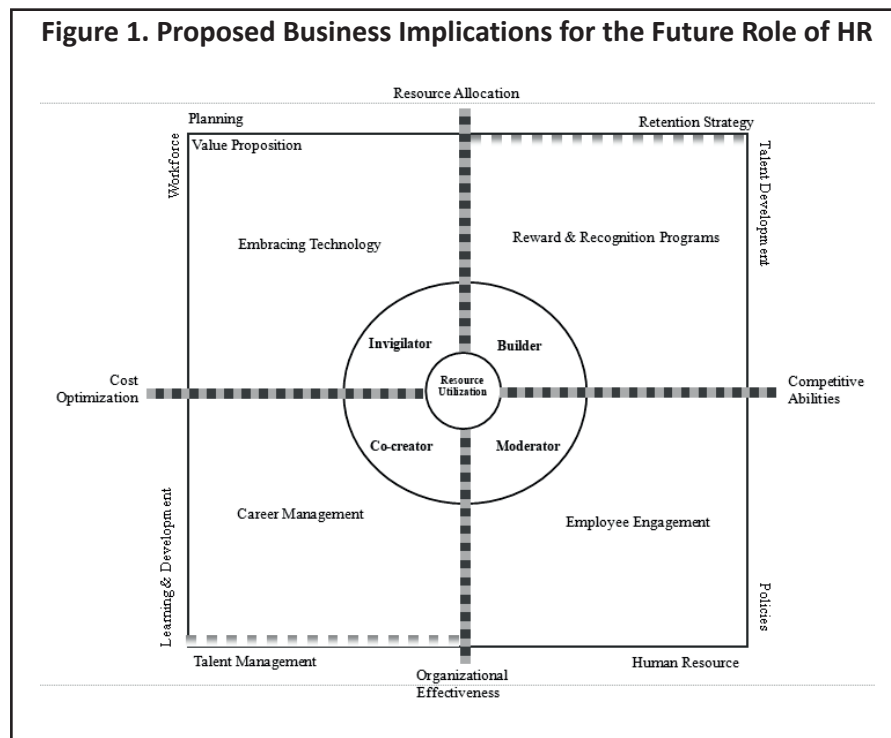 Figure 1. Proposed Business Implications for the Future Role of HR
Resource Allocation
Planning
Retention Strategy
Value Proposition
Workforce
Talent Development
Embracing Technology
Reward & Recognition Programs
Invigilator
Builder
Cost
Optimization
Resource
Utilization
Competitive
Abilities
Co-creator
Moderator
Career Management
Employee Engagement
Learning & Development
Policies
Talent Management
Human Resource
Organizational
Effectiveness